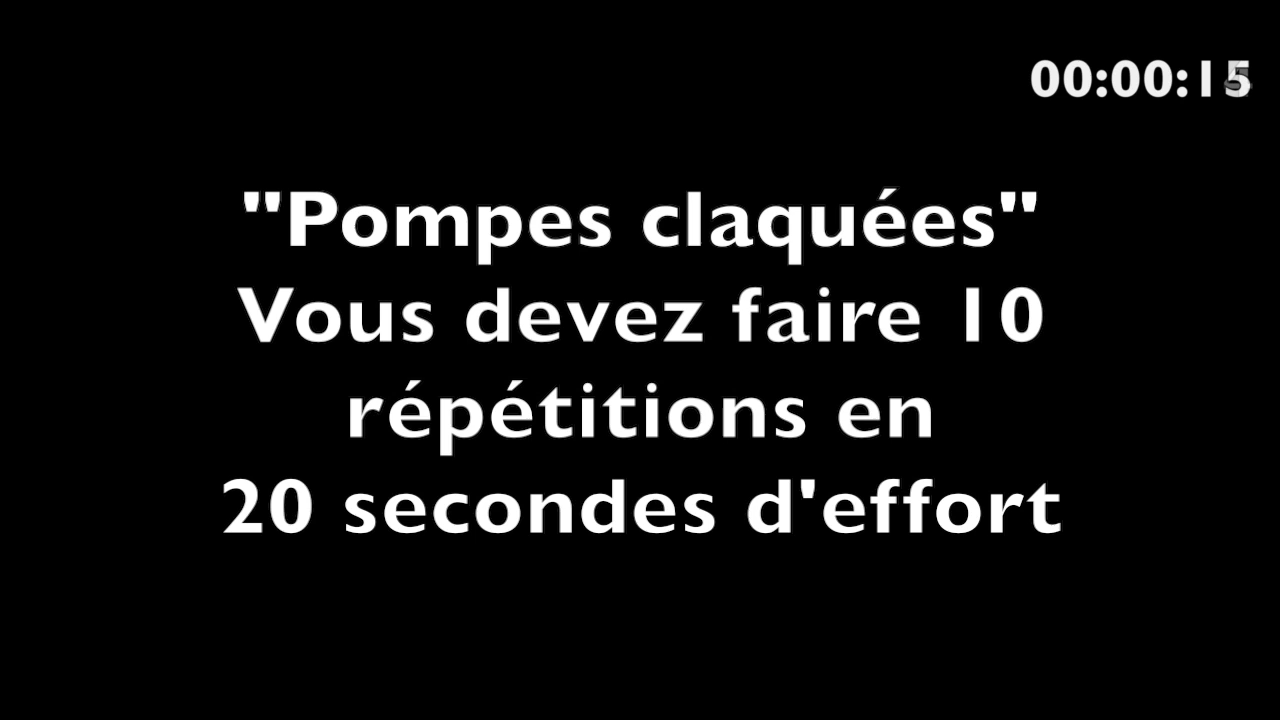 00:00:15
"Pompes claquées"
Vous devez faire 10
répétitions en
20 secondes d'effort